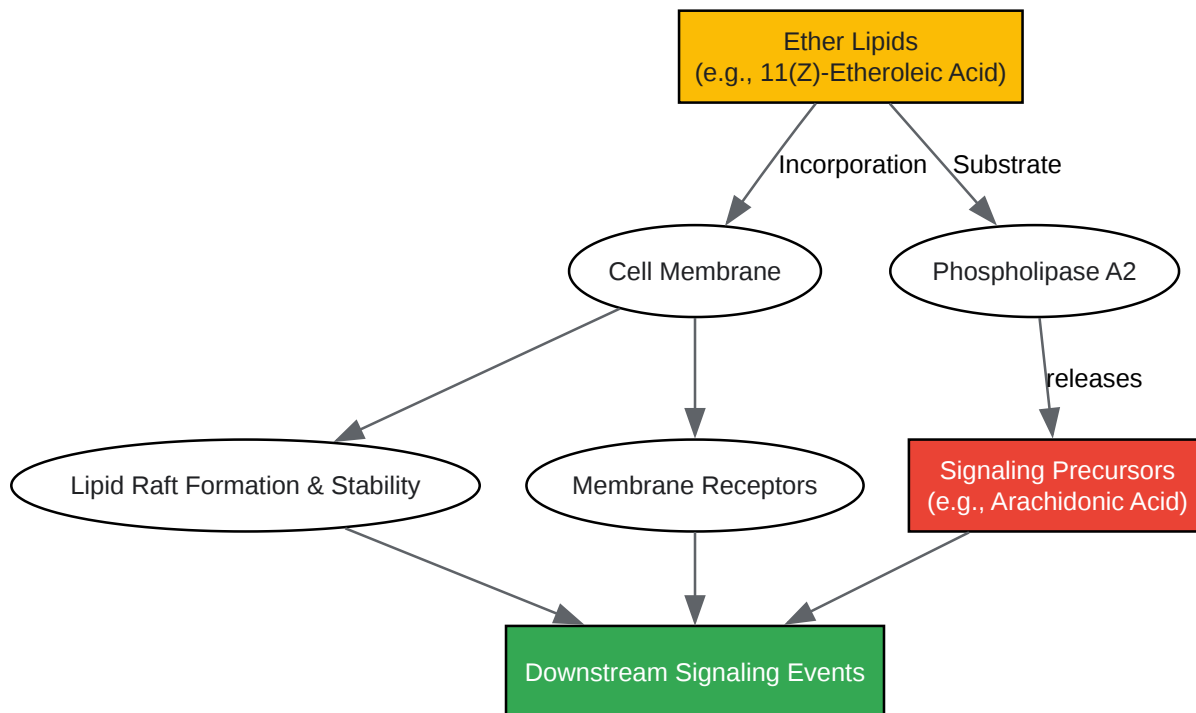 Ether Lipids
(e.g., 11(Z)-Etheroleic Acid)
Incorporation
Substrate
Cell Membrane
Phospholipase A2
releases
Lipid Raft Formation & Stability
Membrane Receptors
Signaling Precursors
(e.g., Arachidonic Acid)
Downstream Signaling Events